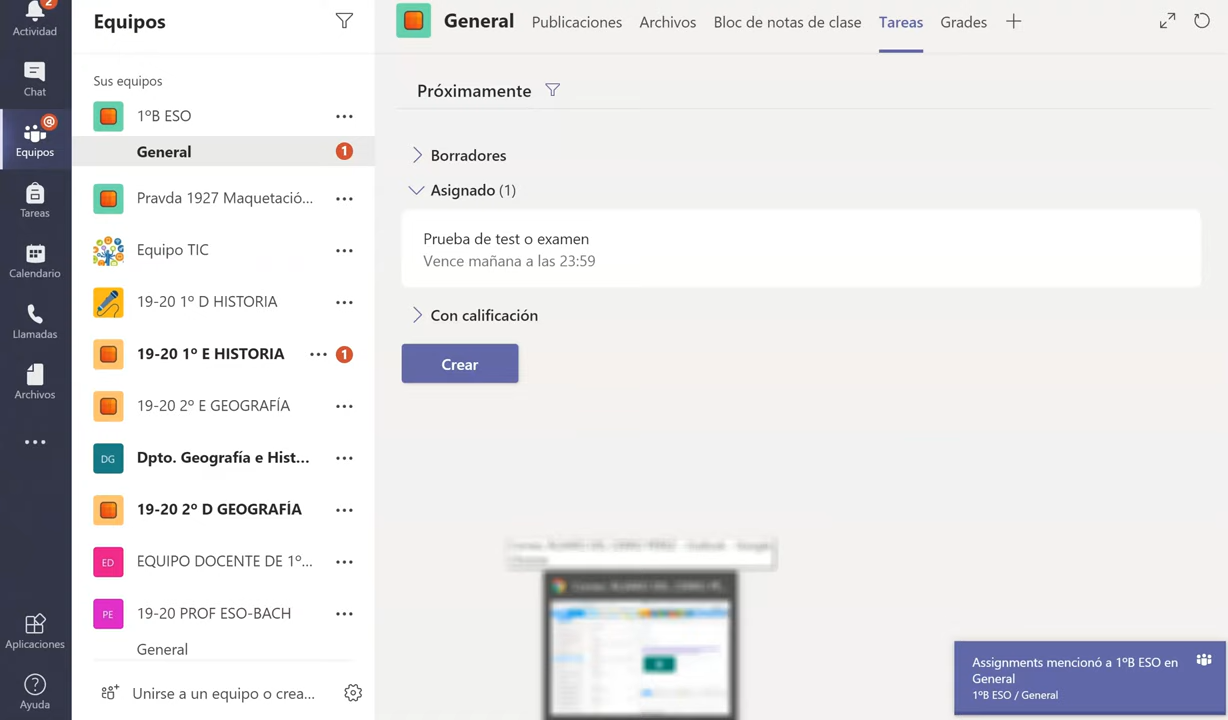 2
Actividad
Chat
@
Equipos
Tareas
Calendario
Llamadas
Archivos
Aplicaciones
Ayuda
Equipos
Sus equipos
1ºB ESO
General
1
Pravda 1927 Maquetació...
Equipo TIC
19-20 1º D HISTORIA
19-20 1º E HISTORIA
1
19-20 2º E GEOGRAFÍA
DG
Dpto. Geografía e Hist...
19-20 2º D GEOGRAFÍA
ED
EQUIPO DOCENTE DE 1º...
PE
19-20 PROF ESO-BACH
General
Unirse a un equipo o crea...
General
Publicaciones
Archivos
Bloc de notas de clase
Tareas
Grades
Próximamente
Borradores
Asignado (1)
Prueba de test o examen
Vence mañana a las 23:59
Con calificación
Crear
Assignments mencionó a 1ºB ESO en
General
1ºB ESO / General